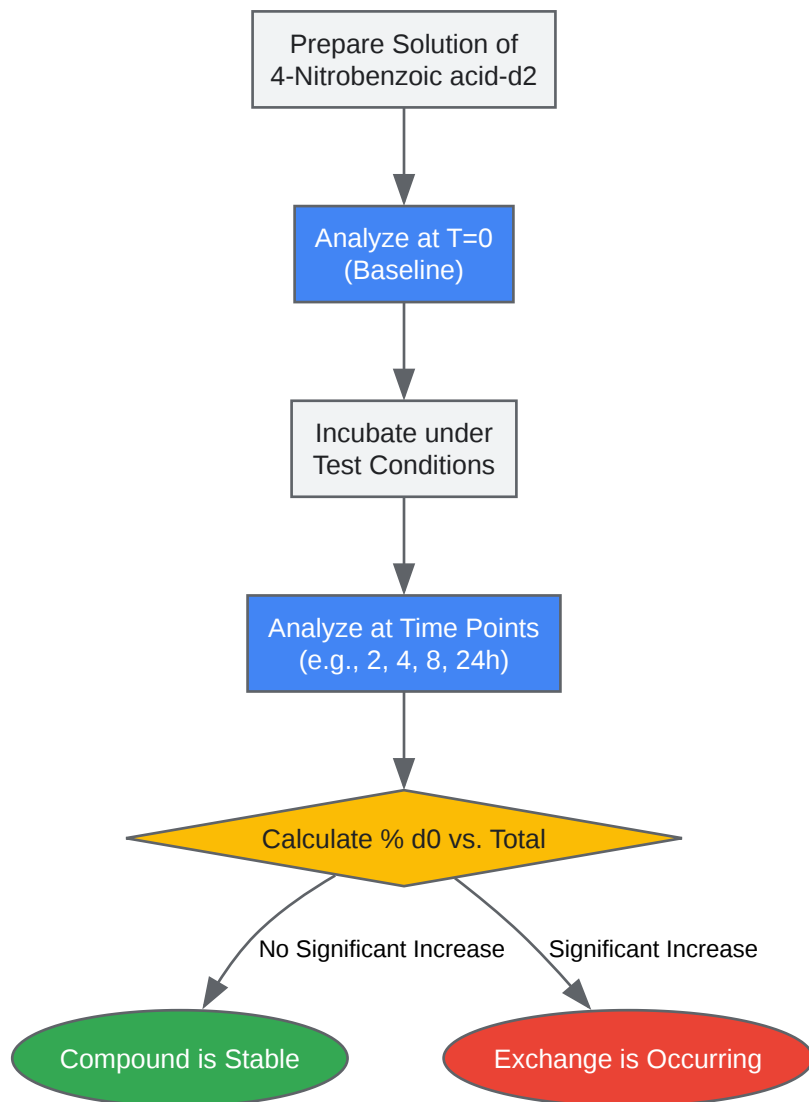 Prepare Solution of
4-Nitrobenzoic acid-d2
Analyze at T=0
(Baseline)
Incubate under
Test Conditions
Analyze at Time Points
(e.g., 2, 4, 8, 24h)
Calculate % d0 vs. Total
No Significant Increase
Significant Increase
Compound is Stable
Exchange is Occurring